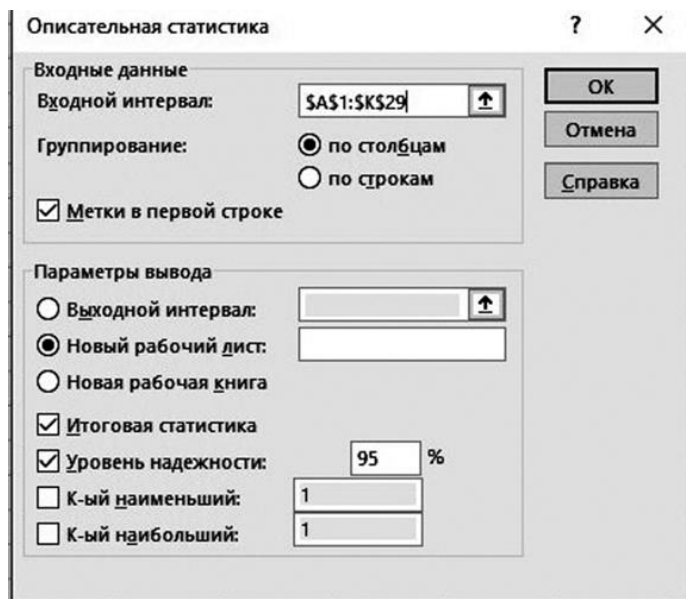 Описательная статистика ? ×
Входные данные
Входной интервал: $A$1:$K$29
Группирование: по столбцам
по строкам
Метки в первой строке
OK
Отмена
Справка
Параметры вывода
Выходной интервал:
Новый рабочий лист:
Новая рабочая книга
Итоговая статистика
Уровень надежности: 95 %
К-ый наименьший: 1
К-ый наибольший: 1